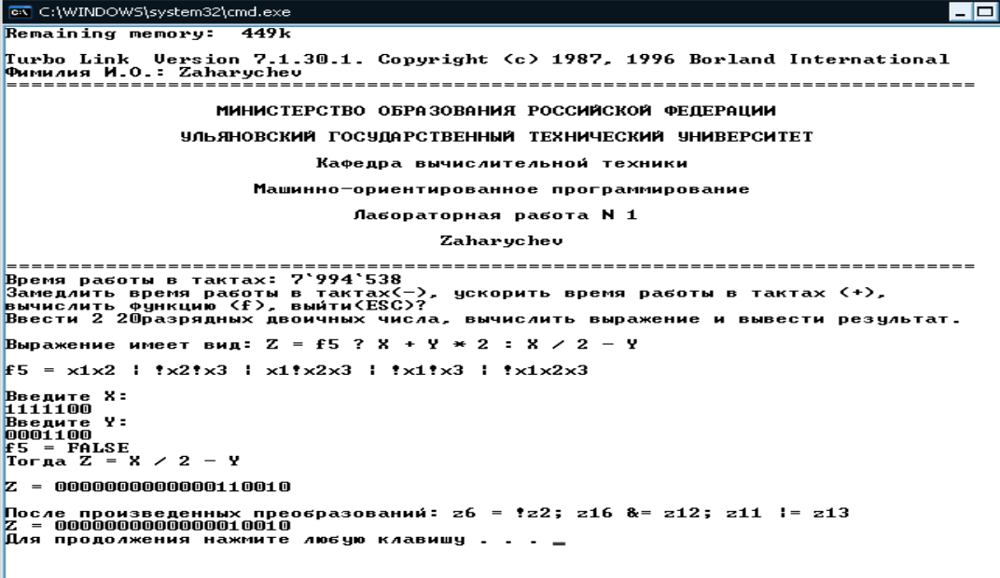 C:\WINDOWS\system32\cmd.exe
Remaining memory: 449k
Turbo Link Version 7.1.30.1. Copyright (c) 1987, 1996 Borland International
Фимилия И.О.: Zaharychev
==============================================================================
МИНИСТЕРСТВО ОБРАЗОВАНИЯ РОССИЙСКОЙ ФЕДЕРАЦИИ
УЛЬЯНОВСКИЙ ГОСУДАРСТВЕННЫЙ ТЕХНИЧЕСКИЙ УНИВЕРСИТЕТ
Кафедра вычислительной техники
Машинно-ориентированное программирование
Лабораторная работа N 1
Zaharychev
==============================================================================
Время работы в тактах: 7`994`538
Замедлить время работы в тактах(-), ускорить время работы в тактах (+),
вычислить функцию (f), выйти(ESC)?
Ввести 2 20разрядных двоичных числа, вычислить выражение и вывести результат.
Выражение имеет вид: Z = f5 ? X + Y * 2 : X / 2 - Y
f5 = x1x2 | !x2!x3 | x1!x2x3 | !x1!x3 | !x1x2x3
Введите X:
1111100
Введите Y:
0001100
f5 = FALSE
Тогда Z = X / 2 - Y
Z = 00000000000000110010
После произведенных преобразований: z6 = !z2; z16 &= z12; z11 |= z13
Z = 00000000000000010010
Для продолжения нажмите любую клавишу . . . _